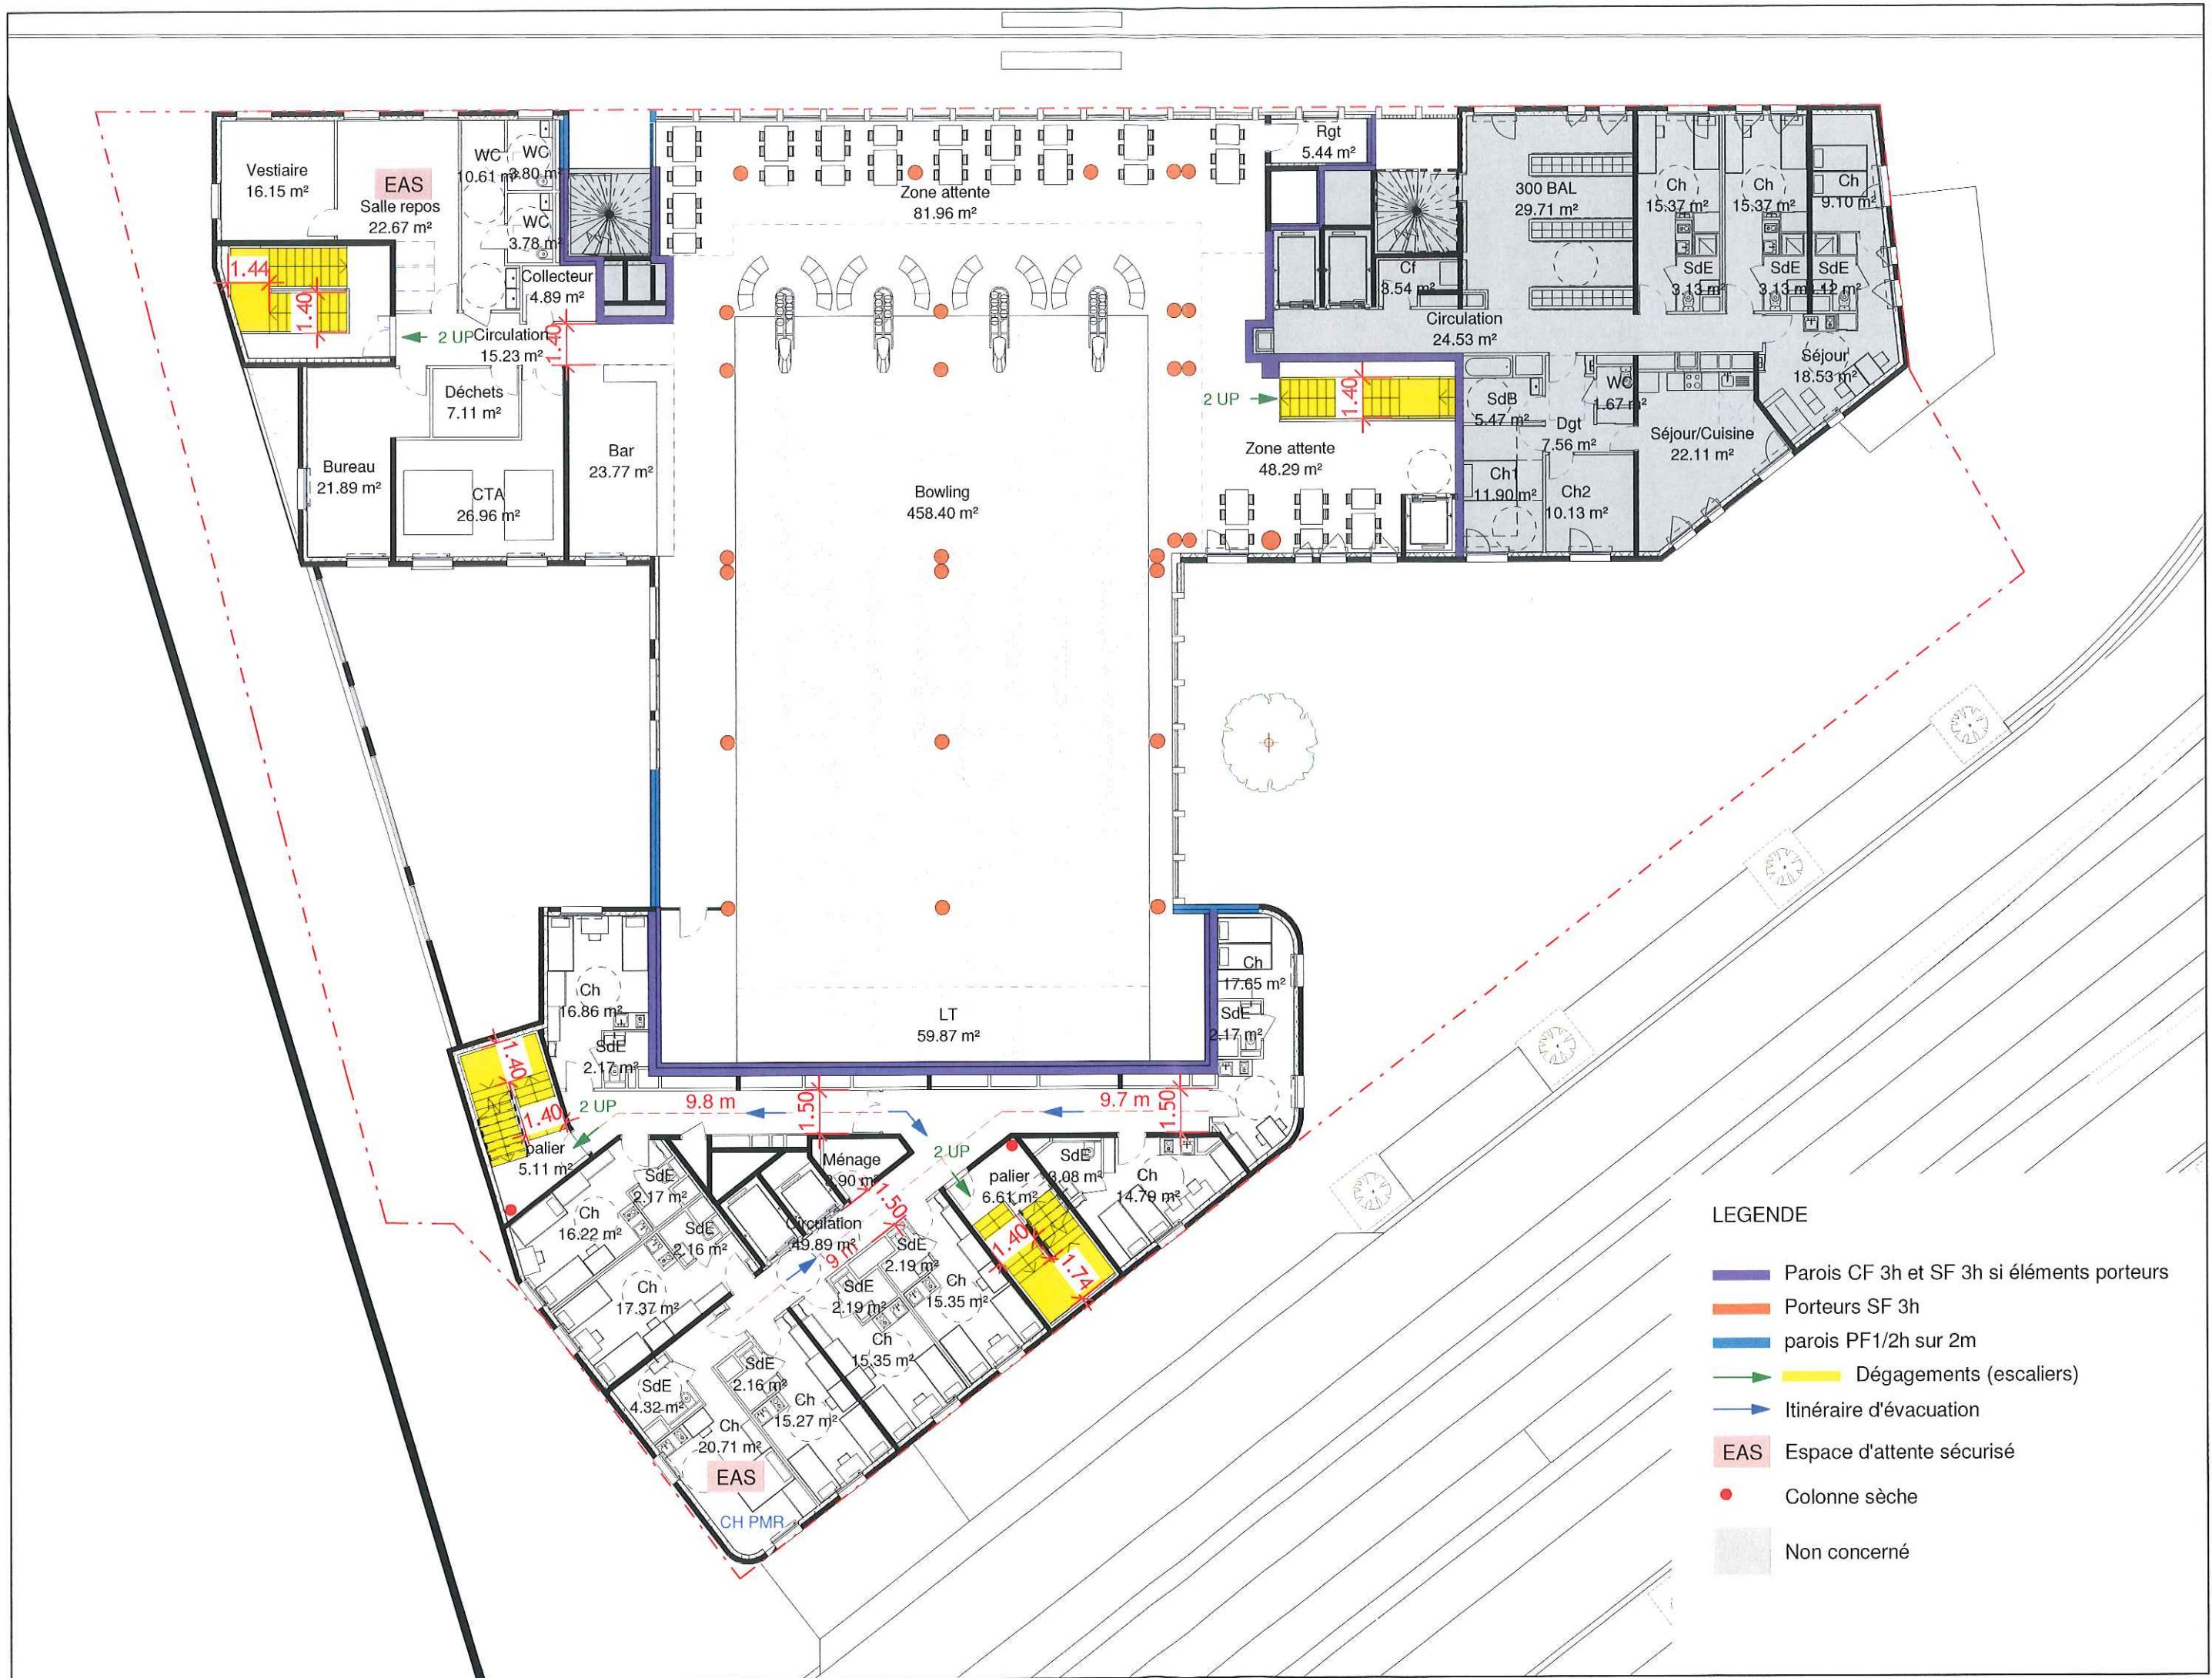 Vestiaire
16.15 m²
EAS
Salle repos
22.67 m²
WC
10.61 m²
WC
3.80 m²
WC
3.78 m²
Collecteur
4.89 m²
1.44
1.40
2 UP
Circulation
15.23 m²
1.40
Déchets
7.11 m²
Bureau
21.89 m²
CTA
26.96 m²
Bar
23.77 m²
Zone attente
81.96 m²
Bowling
458.40 m²
Rgt
5.44 m²
Cf
3.54 m²
300 BAL
29.71 m²
Ch
15.37 m²
Ch
15.37 m²
Ch
9.10 m²
SdE
3.13 m²
SdE
3.13 m²
SdE
Circulation
24.53 m²
Séjour
18.53 m²
2 UP
1.40
SdB
5.47 m²
WC
1.67 m²
Dgt
7.56 m²
Séjour/Cuisine
22.11 m²
Zone attente
48.29 m²
Ch1
11.90 m²
Ch2
10.13 m²
Ch
16.86 m²
SdE
2.17 m²
LT
59.87 m²
Ch
17.65 m²
SdE
2.17 m²
1.40
1.40
2 UP
9.8 m
1.50
9.7 m
1.50
palier
5.11 m²
Ménage
2 UP
palier
6.61 m²
SdE
3.08 m²
Ch
14.79 m²
SdE
2.17 m²
Ch
16.22 m²
SdE
2.16 m²
Circulation
49.89 m²
1.50
9 m
1.40
1.74
SdE
2.19 m²
SdE
2.19 m²
Ch
15.35 m²
Ch
17.37 m²
Ch
15.35 m²
SdE
4.32 m²
SdE
2.16 m²
Ch
15.27 m²
Ch
20.71 m²
EAS
CH PMR
LEGENDE
Parois CF 3h et SF 3h si éléments porteurs
Porteurs SF 3h
parois PF1/2h sur 2m
Dégagements (escaliers)
Itinéraire d'évacuation
EAS Espace d'attente sécurisé
Colonne sèche
Non concerné